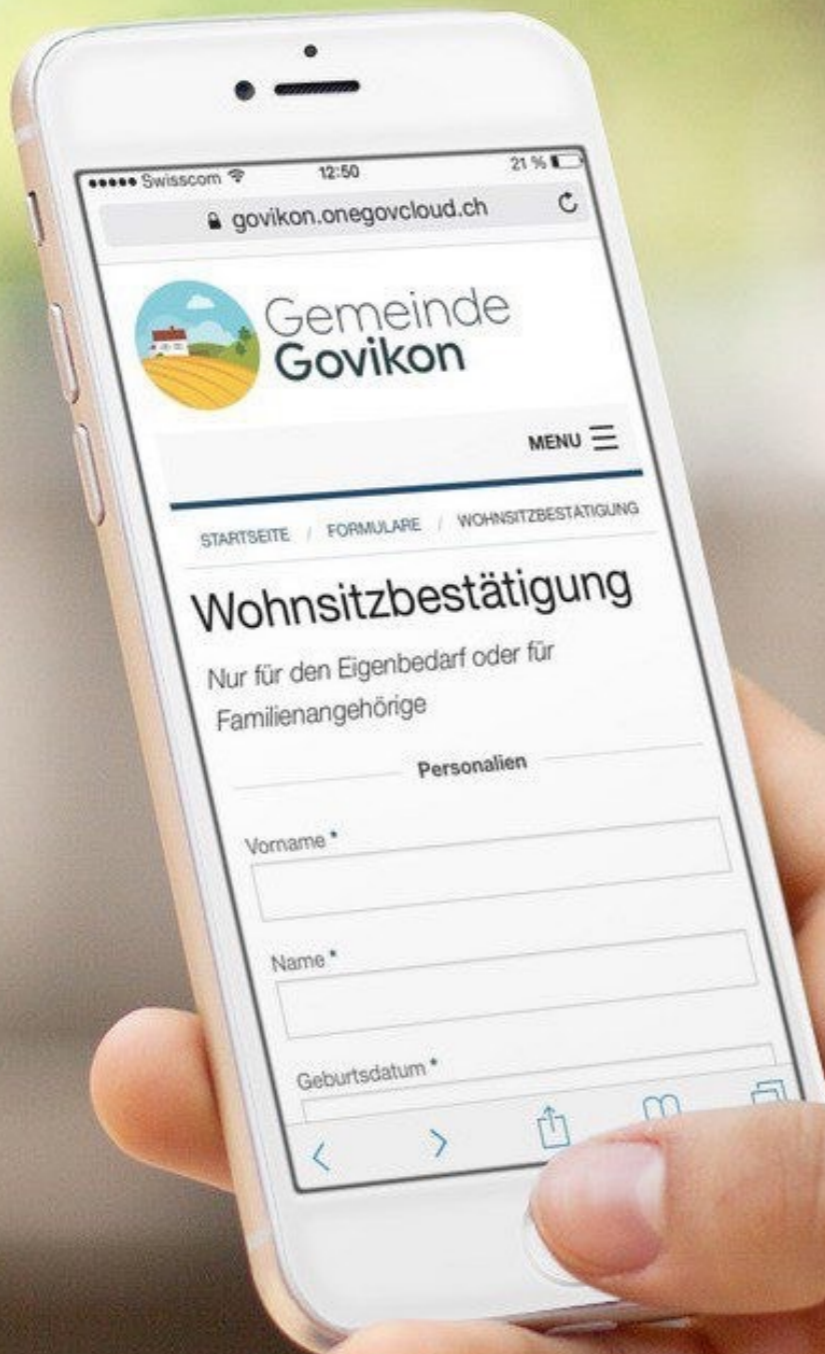 Swisscom 12:50 21 %
govikon.onegovcloud.ch
Gemeinde
Govikon
MENU
STARTSEITE / FORMULARE / WOHNSITZBESTÄTIGUNG
Wohnsitzbestätigung
Nur für den Eigenbedarf oder für
Familienangehörige
Personalien
Vorname *
Name *
Geburtsdatum *